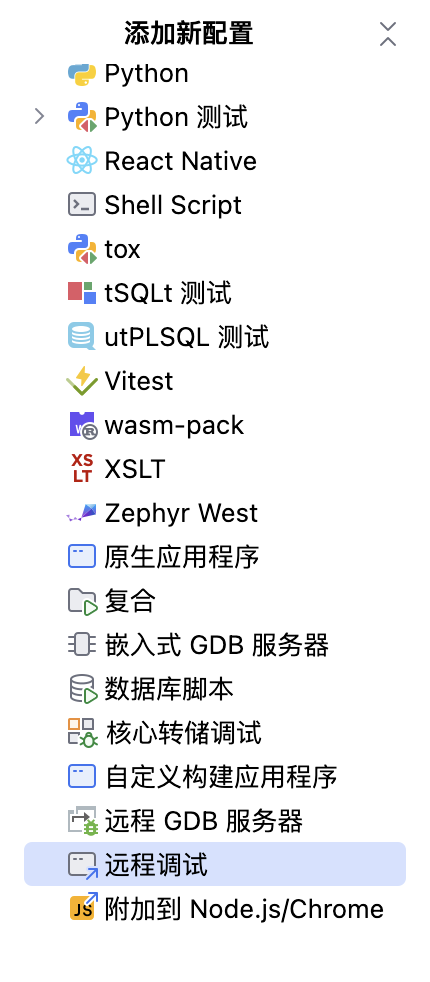 添加新配置
Python
Python 测试
React Native
Shell Script
tox
tSQLt 测试
utPLSQL 测试
Vitest
wasm-pack
XSLT
Zephyr West
原生应用程序
复合
嵌入式 GDB 服务器
数据库脚本
核心转储调试
自定义构建应用程序
远程 GDB 服务器
远程调试
附加到 Node.js/Chrome